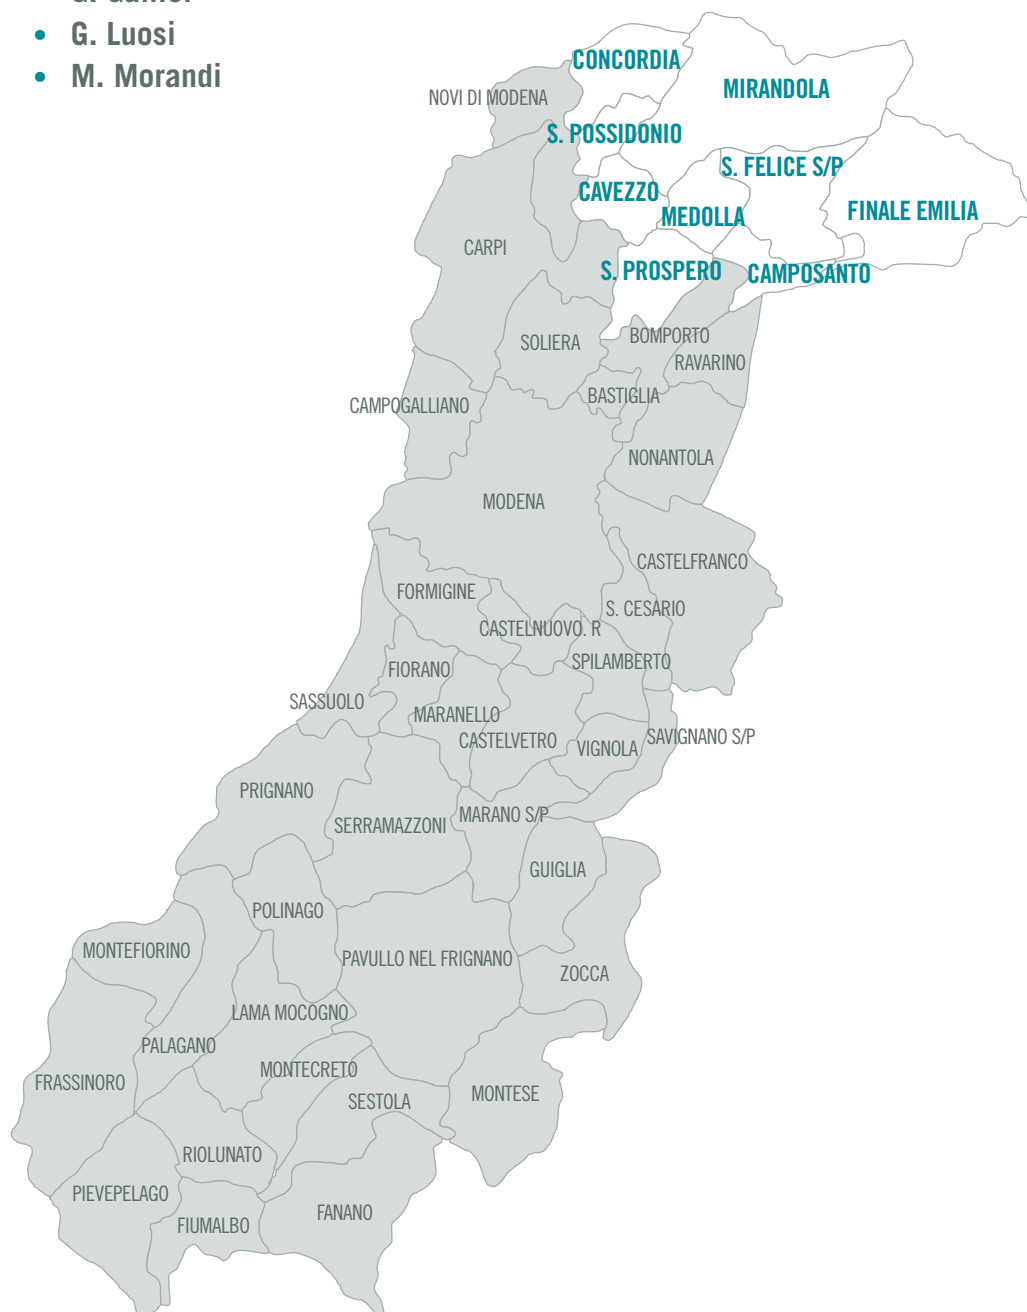 • G. Luosi
• M. Morandi
CONCORDIA
MIRANDOLA
NOVI DI MODENA
S. POSSIDONIO
S. FELICE S/P
CAVEZZO
MEDOLLA
FINALE EMILIA
CARPI
S. PROSPERO
CAMPOSANTO
SOLIERA
BOMPORTO
RAVARINO
BASTIGLIA
CAMPOGALLIANO
NONANTOLA
MODENA
CASTELFRANCO
FORMIGINE
S. CESARIO
CASTELNUOVO. R
SPILAMBERTO
FIORANO
SASSUOLO
MARANELLO
CASTELVETRO
VIGNOLA
SAVIGNANO S/P
PRIGNANO
MARANO S/P
SERRAMAZZONI
GUIGLIA
POLINAGO
MONTEFIORINO
PAVULLO NEL FRIGNANO
ZOCCA
LAMA MOCOGNO
PALAGANO
MONTECRETO
FRASSINORO
SESTOLA
MONTESE
RIOLUNATO
PIEVEPELAGO
FANANO
FIUMALBO